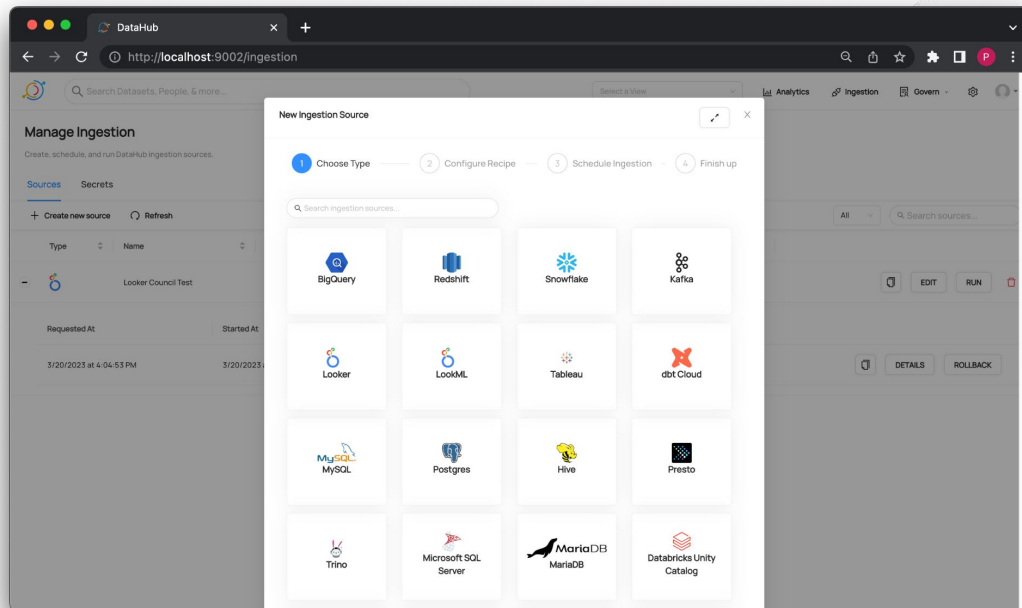 DataHub
http://localhost:9002/ingestion
P
Search Datasets, People, & more...
Select a View
Analytics
Ingestion
Govern
Manage Ingestion
Create, schedule, and run DataHub ingestion sources.
Sources
Secrets
Create new source
Refresh
All
Search sources...
Type
Name
Looker Council Test
EDIT
RUN
Requested At
Started At
3/20/2023 at 4:04:53 PM
3/20/2023
DETAILS
ROLLBACK
New Ingestion Source
1 Choose Type
2 Configure Recipe
3 Schedule Ingestion
4 Finish up
Search ingestion sources...
BigQuery
Redshift
Snowflake
Kafka
Looker
LookML
Tableau
dbt Cloud
MySQL
MySQL
Postgres
Hive
Presto
Trino
Microsoft SQL
Server
MariaDB
MariaDB
Databricks Unity
Catalog